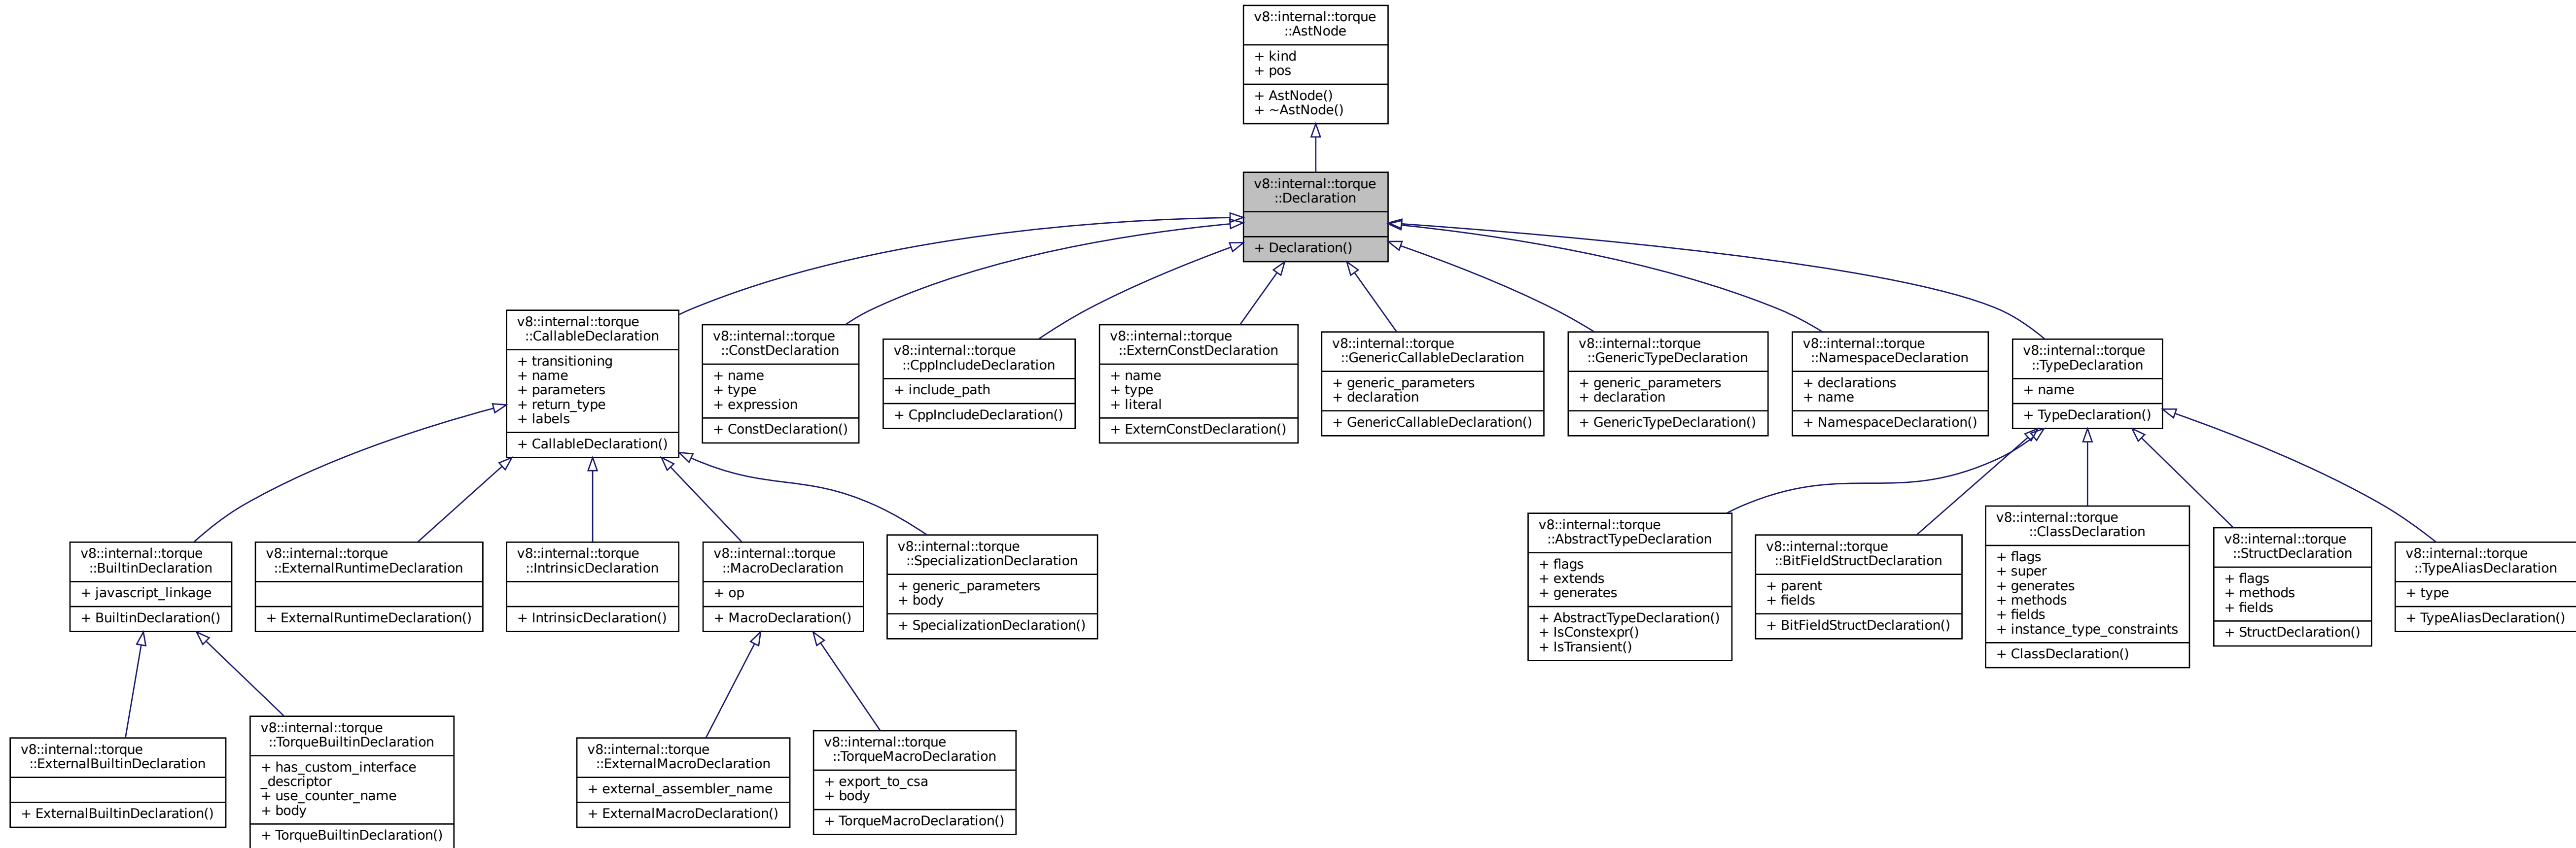 v8::internal::torque
::AstNode
+ kind
+ pos
+ AstNode()
+ ~AstNode()
v8::internal::torque
::Declaration
+ Declaration()
v8::internal::torque
::CallableDeclaration
+ transitioning
+ name
+ parameters
+ return_type
+ labels
+ CallableDeclaration()
v8::internal::torque
::ConstDeclaration
+ name
+ type
+ expression
+ ConstDeclaration()
v8::internal::torque
::CppIncludeDeclaration
+ include_path
+ CppIncludeDeclaration()
v8::internal::torque
::ExternConstDeclaration
+ name
+ type
+ literal
+ ExternConstDeclaration()
v8::internal::torque
::GenericCallableDeclaration
+ generic_parameters
+ declaration
+ GenericCallableDeclaration()
v8::internal::torque
::GenericTypeDeclaration
+ generic_parameters
+ declaration
+ GenericTypeDeclaration()
v8::internal::torque
::NamespaceDeclaration
+ declarations
+ name
+ NamespaceDeclaration()
v8::internal::torque
::TypeDeclaration
+ name
+ TypeDeclaration()
v8::internal::torque
::BuiltinDeclaration
+ javascript_linkage
+ BuiltinDeclaration()
v8::internal::torque
::ExternalRuntimeDeclaration
+ ExternalRuntimeDeclaration()
v8::internal::torque
::IntrinsicDeclaration
+ IntrinsicDeclaration()
v8::internal::torque
::MacroDeclaration
+ op
+ MacroDeclaration()
v8::internal::torque
::SpecializationDeclaration
+ generic_parameters
+ body
+ SpecializationDeclaration()
v8::internal::torque
::AbstractTypeDeclaration
+ flags
+ extends
+ generates
+ AbstractTypeDeclaration()
+ IsConstexpr()
+ IsTransient()
v8::internal::torque
::BitFieldStructDeclaration
+ parent
+ fields
+ BitFieldStructDeclaration()
v8::internal::torque
::ClassDeclaration
+ flags
+ super
+ generates
+ methods
+ fields
+ instance_type_constraints
+ ClassDeclaration()
v8::internal::torque
::StructDeclaration
+ flags
+ methods
+ fields
+ StructDeclaration()
v8::internal::torque
::TypeAliasDeclaration
+ type
+ TypeAliasDeclaration()
v8::internal::torque
::ExternalBuiltinDeclaration
+ ExternalBuiltinDeclaration()
v8::internal::torque
::TorqueBuiltinDeclaration
+ has_custom_interface
_descriptor
+ use_counter_name
+ body
+ TorqueBuiltinDeclaration()
v8::internal::torque
::ExternalMacroDeclaration
+ external_assembler_name
+ ExternalMacroDeclaration()
v8::internal::torque
::TorqueMacroDeclaration
+ export_to_csa
+ body
+ TorqueMacroDeclaration()